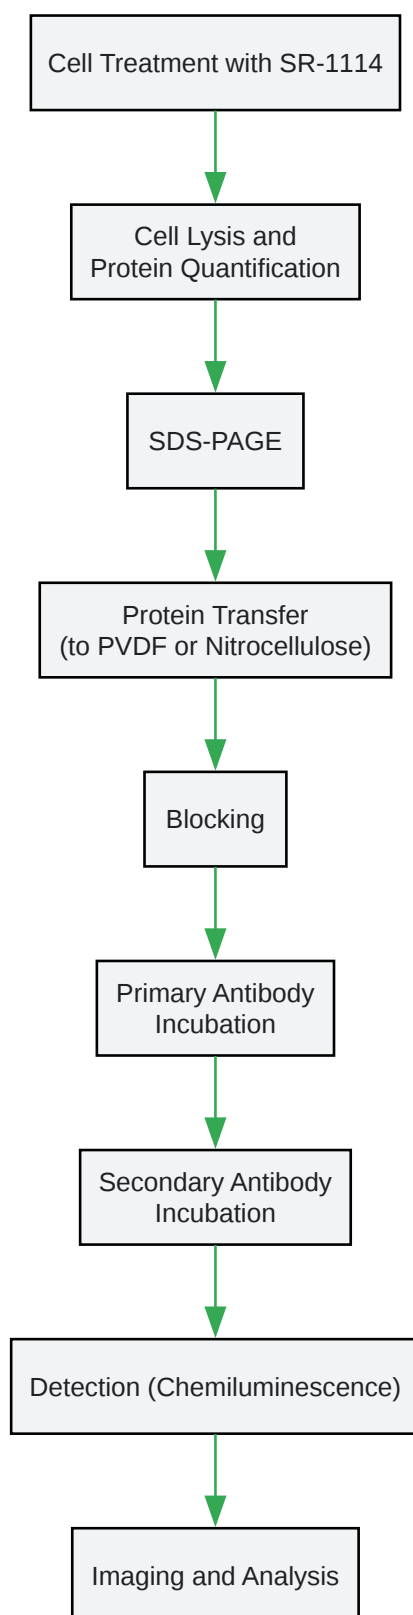 Cell Treatment with SR-1114
Cell Lysis and
Protein Quantification
SDS-PAGE
Protein Transfer
(to PVDF or Nitrocellulose)
Blocking
Primary Antibody
Incubation
Secondary Antibody
Incubation
Detection (Chemiluminescence)
Imaging and Analysis